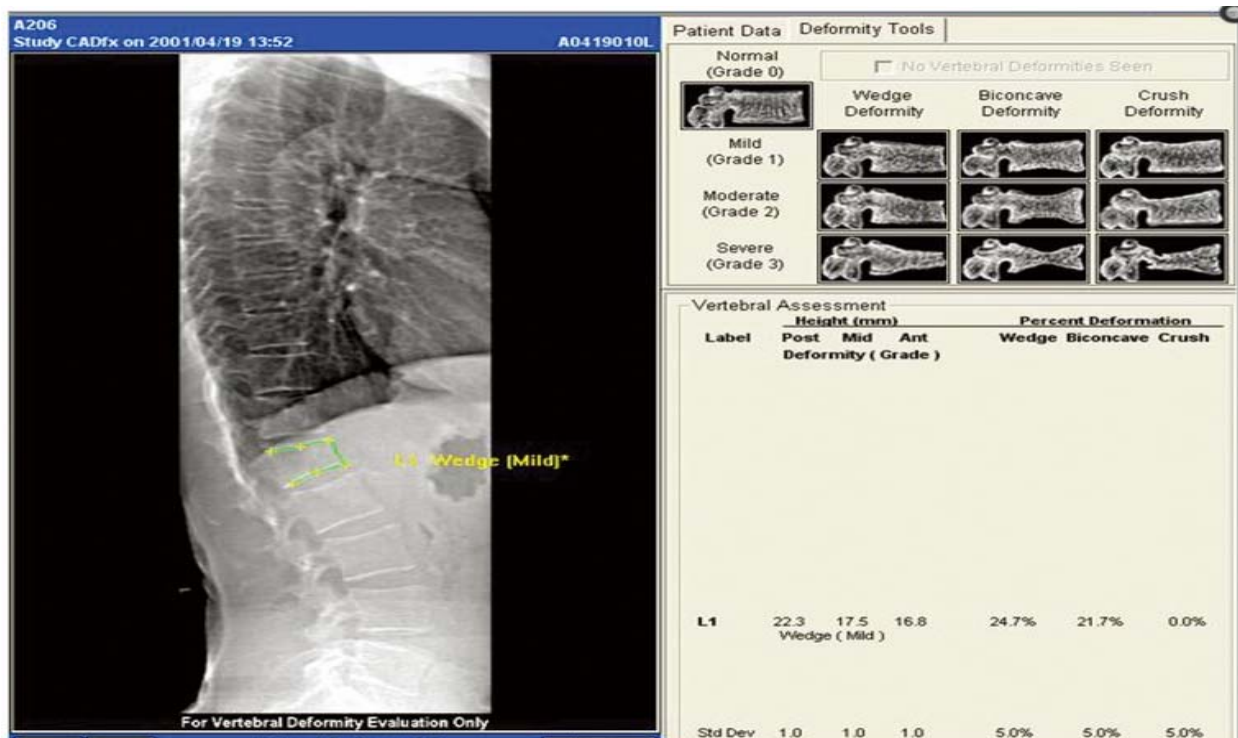 A206
Study CADfx on 2001/04/19 13:52 A0419010L
L1 Wedge [Mild]*
For Vertebral Deformity Evaluation Only
Patient Data Deformity Tools
Normal
(Grade 0)
No Vertebral Deformities Seen
Wedge Deformity
Biconcave Deformity
Crush Deformity
Mild
(Grade 1)
Moderate
(Grade 2)
Severe
(Grade 3)
Vertebral Assessment
Height (mm) Percent Deformation
Label Post Mid Ant Wedge Biconcave Crush
Deformity ( Grade )
L1 22.3 17.5 16.8 24.7% 21.7% 0.0%
Wedge ( Mild )
Std Dev 1.0 1.0 1.0 5.0% 5.0% 5.0%